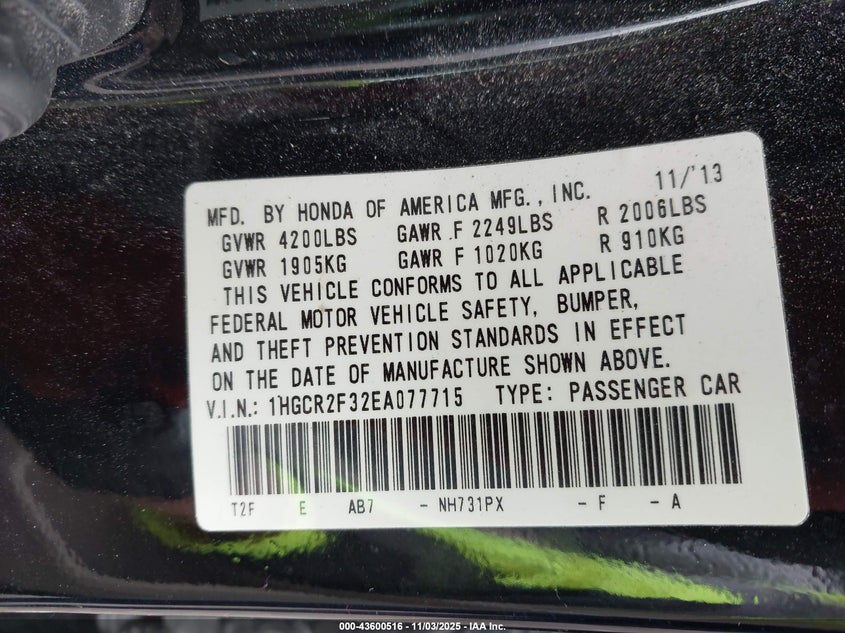 MFD. BY HONDA OF AMERICA MFG., INC. 11/'13
GVWR 4200LBS GAWR F 2249LBS R 2006LBS
GVWR 1905KG GAWR F 1020KG R 910KG
THIS VEHICLE CONFORMS TO ALL APPLICABLE
FEDERAL MOTOR VEHICLE SAFETY, BUMPER,
AND THEFT PREVENTION STANDARDS IN EFFECT
ON THE DATE OF MANUFACTURE SHOWN ABOVE.
V.I.N.: 1HGCR2F32EA077715 TYPE: PASSENGER CAR
T2F E AB7 - NH731PX - F - A
000-43600516 - 11/03/2025 - IAA Inc.